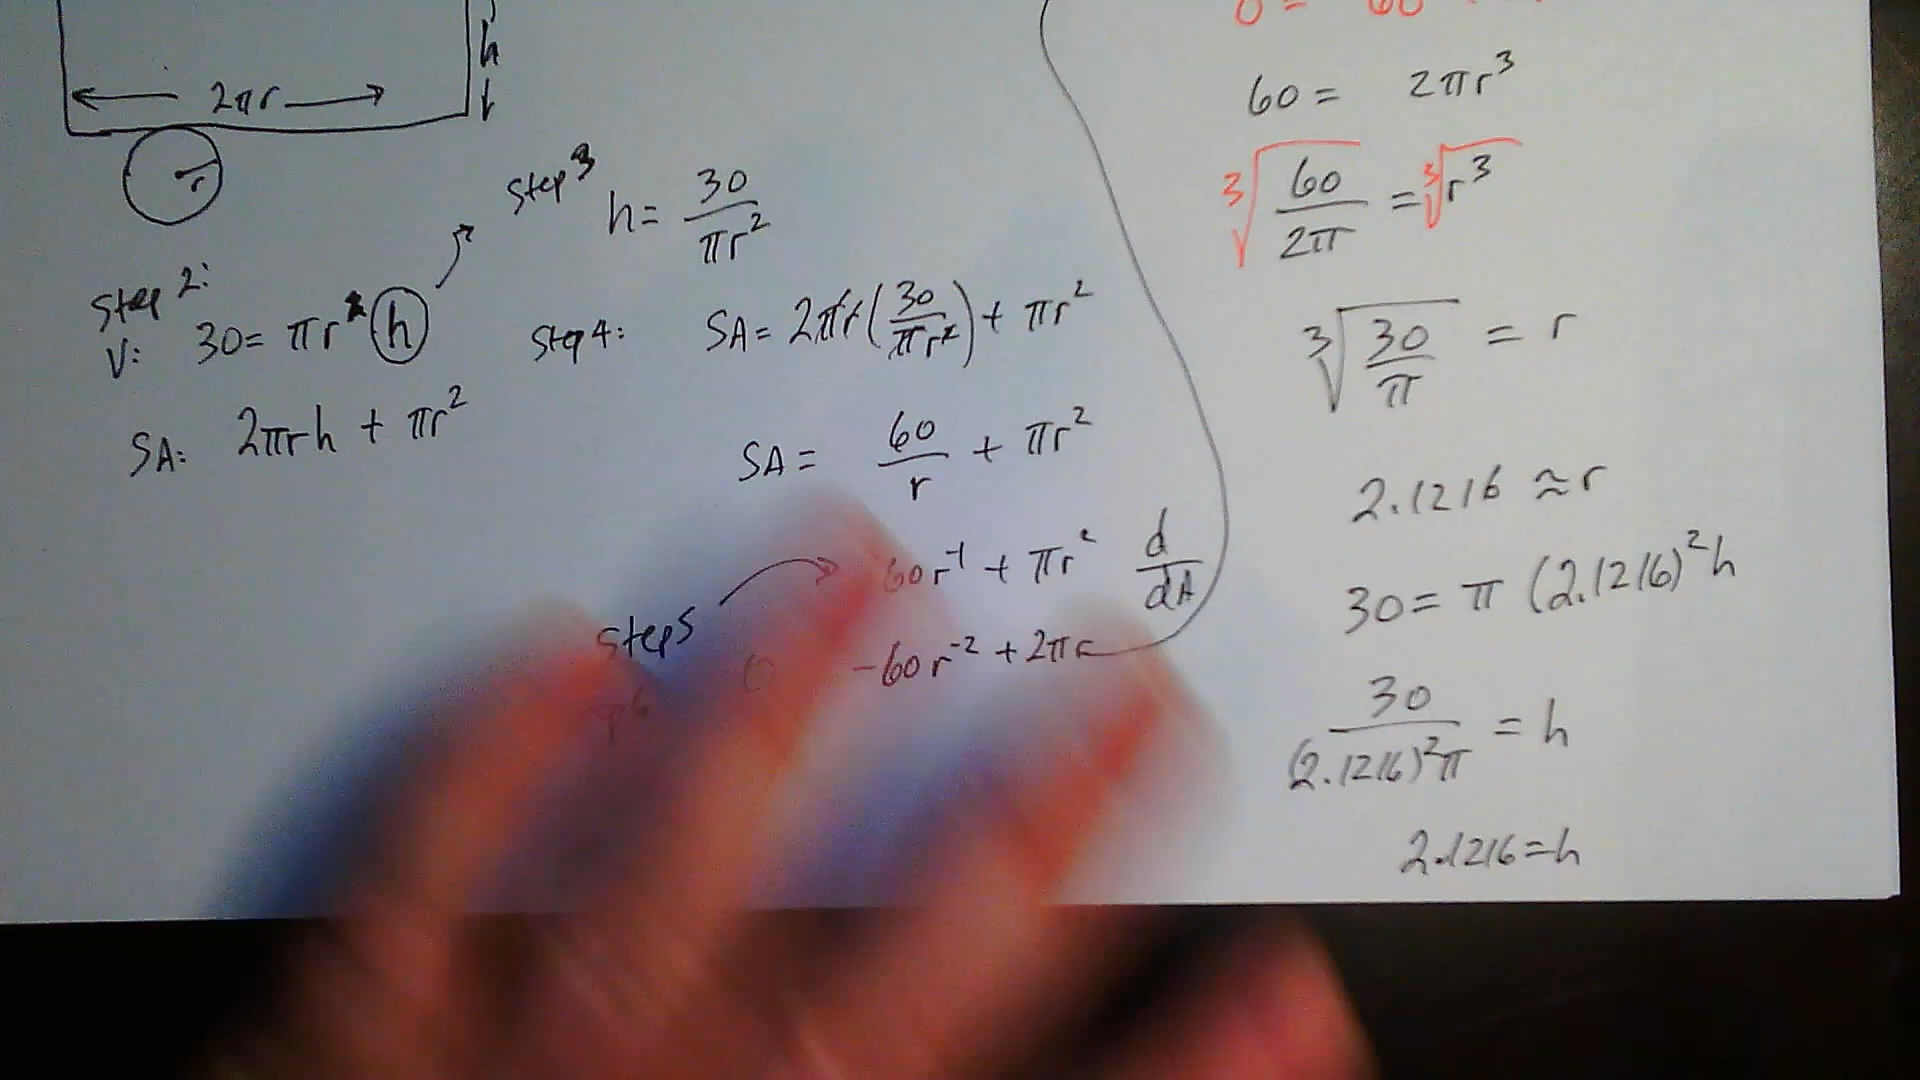 h
2πr
r
step 3
h = 30/πr²
step 2:
V: 30 = πr² h
SA: 2πrh + πr²
step 4: SA = 2πr(30/πr²) + πr²
SA = 60/r + πr²
60r⁻¹ + πr² d/dA
step 5
-60r⁻² + 2πr
60 = 2πr³
∛(60/2π) = ∛r³
∛(30/π) = r
2.1216 ≈ r
30 = π (2.1216)² h
30/(2.1216)²π = h
2.1216 = h